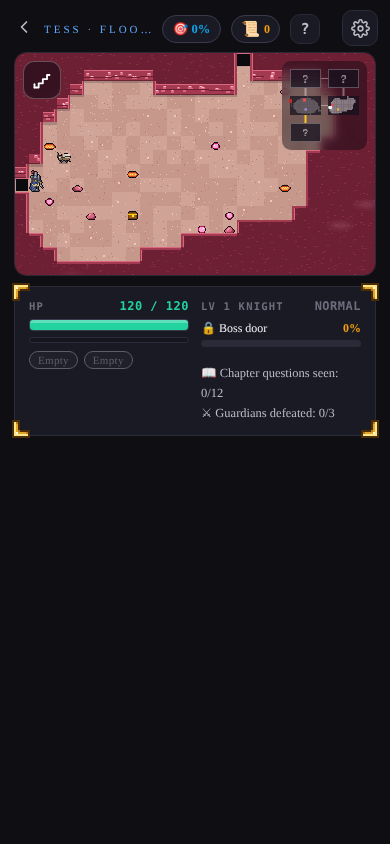 TESS · FLOO…
0%
0
?
?
?
?
HP 120 / 120
Empty Empty
LV 1 KNIGHT NORMAL
Boss door 0%
Chapter questions seen:
0/12
Guardians defeated: 0/3